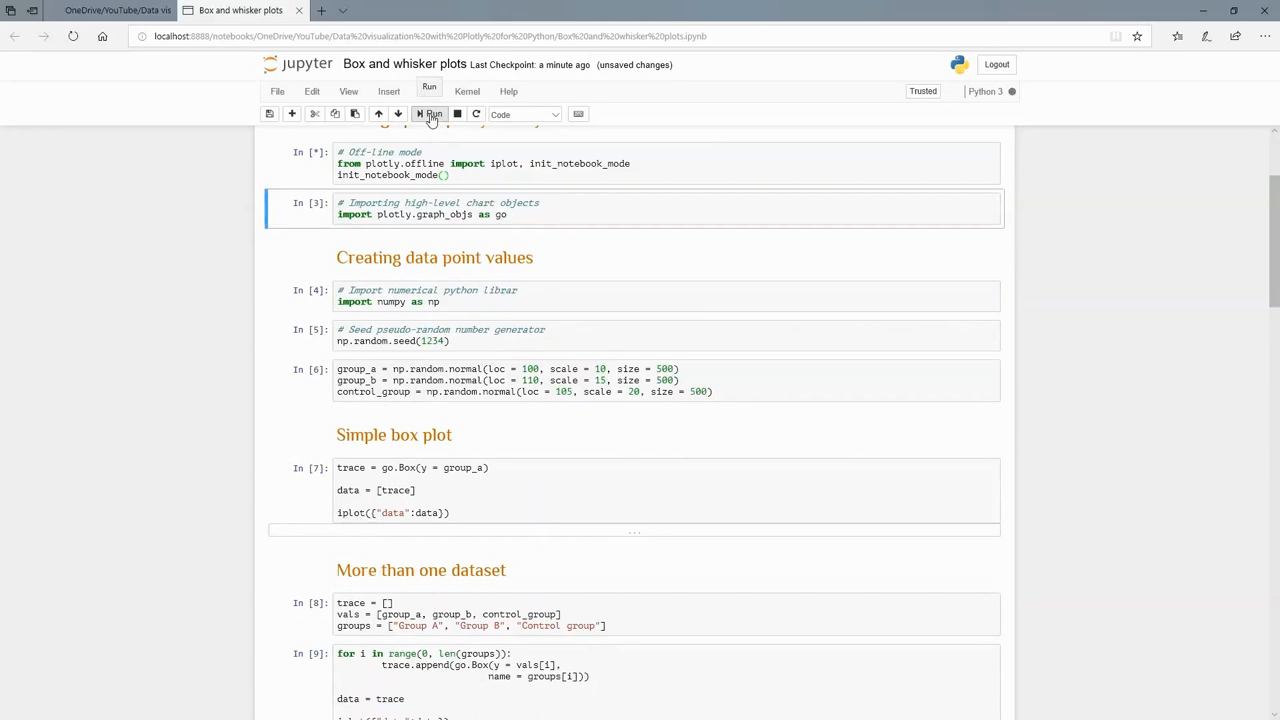 OneDrive/YouTube/Data vis
Box and whisker plots
localhost:8888/notebooks/OneDrive/YouTube/Data%20visualization%20with%20Plotly%20for%20Python/Box%20and%20whisker%20plots.ipynb
jupyter Box and whisker plots Last Checkpoint: a minute ago (unsaved changes)
Logout
File Edit View Insert Run Kernel Help
Trusted
Python 3
Run
Code
In [*]: # Off-line mode
from plotly.offline import iplot, init_notebook_mode
init_notebook_mode()
In [3]: # Importing high-level chart objects
import plotly.graph_objs as go
Creating data point values
In [4]: # Import numerical python librar
import numpy as np
In [5]: # Seed pseudo-random number generator
np.random.seed(1234)
In [6]: group_a = np.random.normal(loc = 100, scale = 10, size = 500)
group_b = np.random.normal(loc = 110, scale = 15, size = 500)
control_group = np.random.normal(loc = 105, scale = 20, size = 500)
Simple box plot
In [7]: trace = go.Box(y = group_a)
data = [trace]
iplot({"data":data})
...
More than one dataset
In [8]: trace = []
vals = [group_a, group_b, control_group]
groups = ["Group A", "Group B", "Control group"]
In [9]: for i in range(0, len(groups)):
trace.append(go.Box(y = vals[i],
name = groups[i]))
data = trace